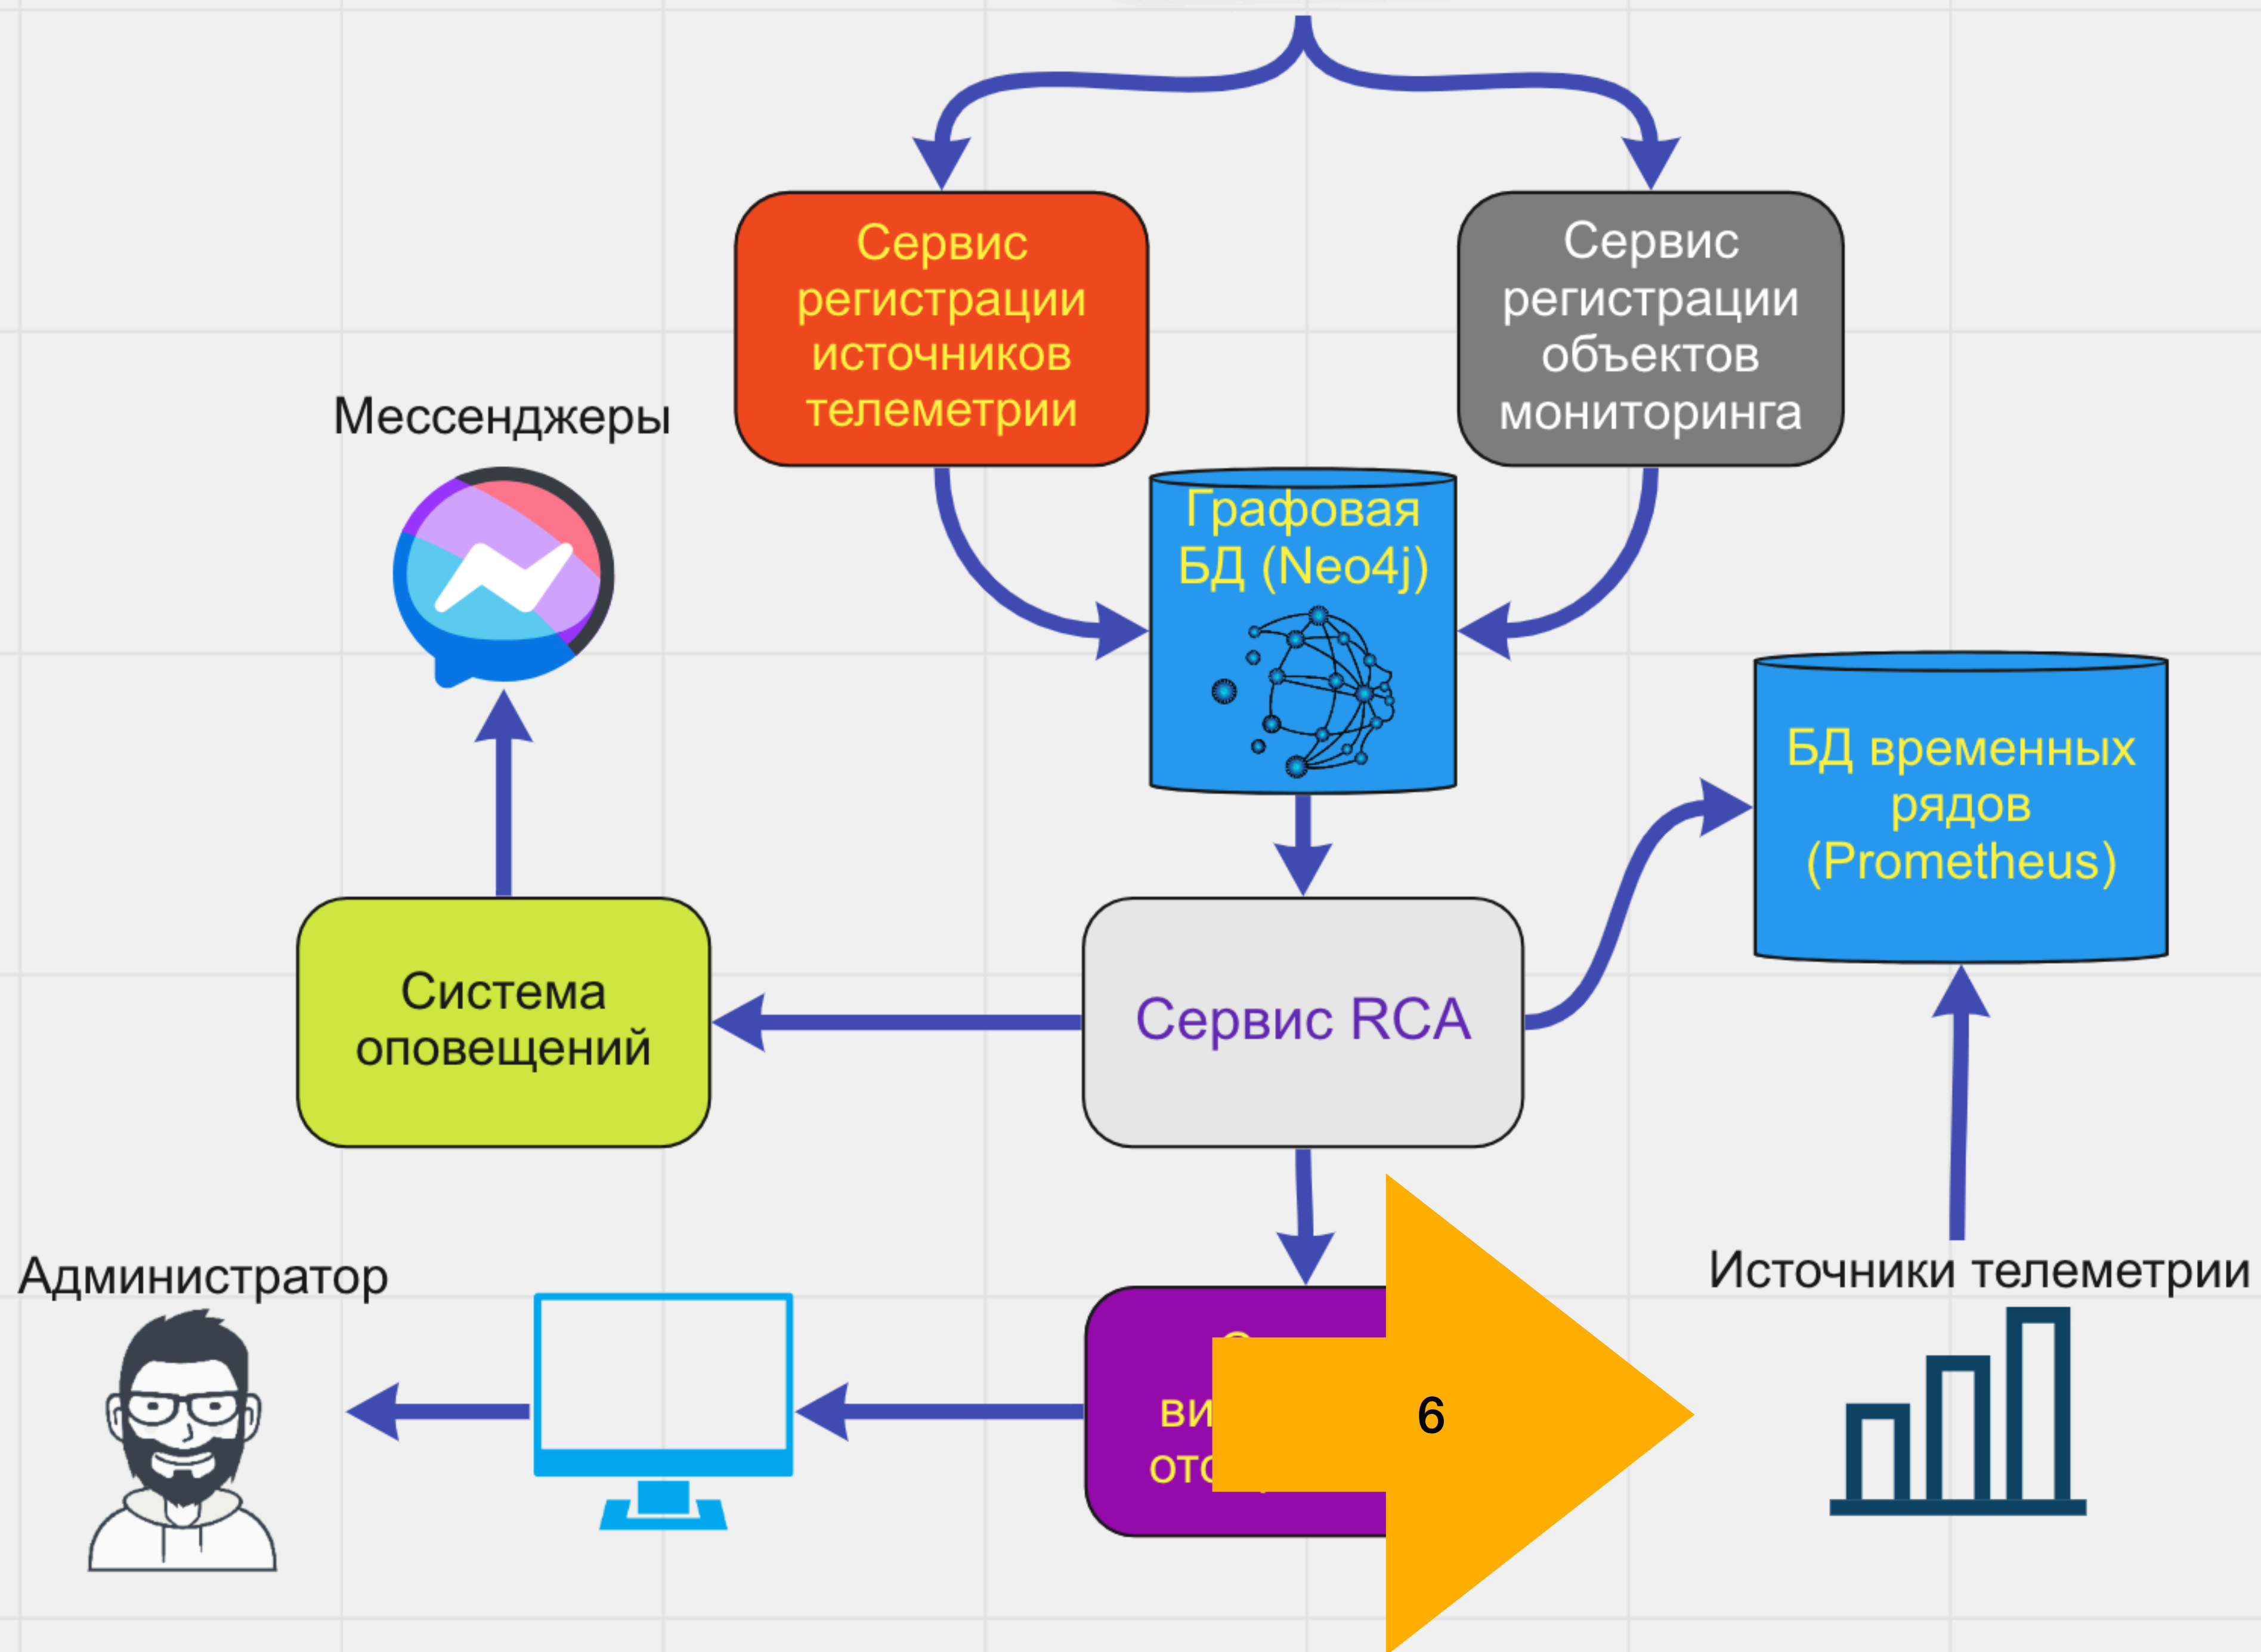 Сервис
регистрации
источников
телеметрии
Сервис
регистрации
объектов
мониторинга
Мессенджеры
Графовая
БД (Neo4j)
БД временных
рядов
(Prometheus)
Система
оповещений
Сервис RCA
Администратор
Источники телеметрии
6